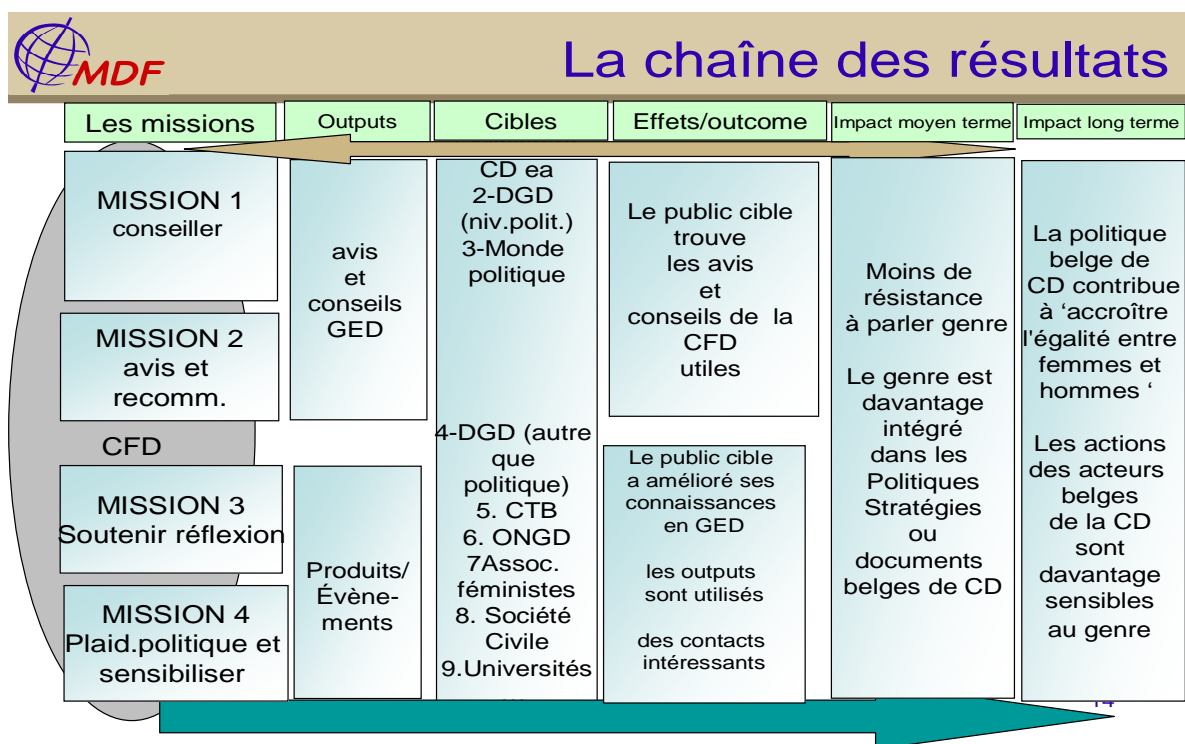 MDF
La chaîne des résultats
Les missions
Outputs
Cibles
Effets/outcome
Impact moyen terme
Impact long terme
MISSION 1
conseiller
MISSION 2
avis et
recomm.
CFD
MISSION 3
Soutenir réflexion
MISSION 4
Plaid.politique et
sensibiliser
avis
et
conseils
GED
Produits/
Évène-
ments
CD ea
2-DGD
(niv.polit.)
3-Monde
politique
4-DGD (autre
que
politique)
5. CTB
6. ONGD
7Assoc.
féministes
8. Société
Civile
9.Universités
Le public cible
trouve
les avis
et
conseils de la
CFD
utiles
Le public cible
a amélioré ses
connaissances
en GED
les outputs
sont utilisés
des contacts
intéressants
Moins de
résistance
à parler genre
Le genre est
davantage
intégré
dans les
Politiques
Stratégies
ou
documents
belges de CD
La politique
belge de
CD contribue
à ‘accroître
l'égalité entre
femmes et
hommes ‘
Les actions
des acteurs
belges
de la CD
sont
davantage
sensibles
au genre
14